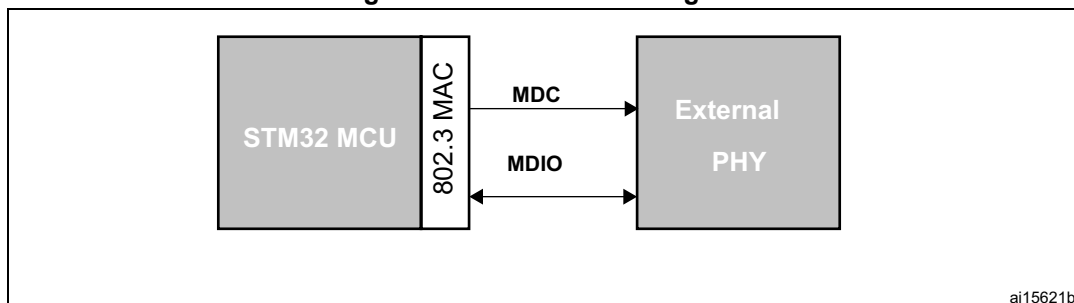 STM32 MCU
802.3 MAC
MDC
MDIO
External
PHY
ai15621b